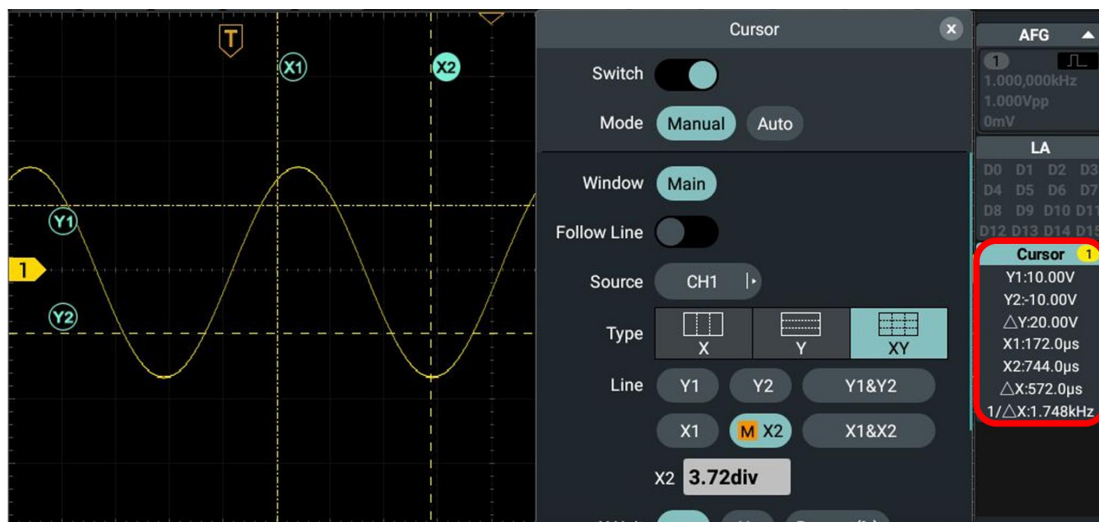 T
X1
X2
Y1
1
Y2
Cursor
x
Switch
Mode
Manual
Auto
Window
Main
Follow Line
Source
CH1
Type
X
Y
XY
Line
Y1
Y2
Y1&Y2
X1
M X2
X1&X2
X2
3.72div
AFG
1
1.000,000kHz
1.000Vpp
0mV
LA
D0 D1 D2 D3
D4 D5 D6 D7
D8 D9 D10 D11
D12 D13 D14 D15
Cursor 1
Y1:10.00V
Y2:-10.00V
△Y:20.00V
X1:172.0µs
X2:744.0µs
△X:572.0µs
1/△X:1.748kHz